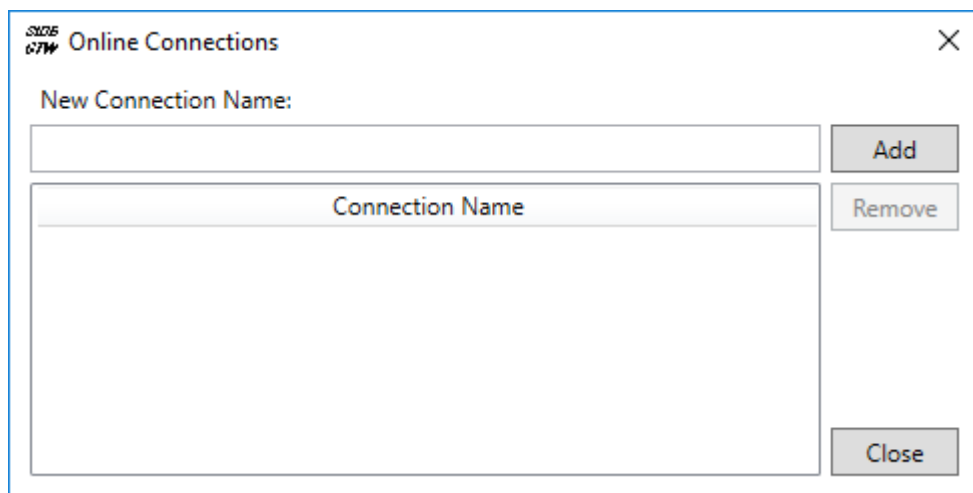 Online Connections
New Connection Name:
Add
Connection Name
Remove
Close